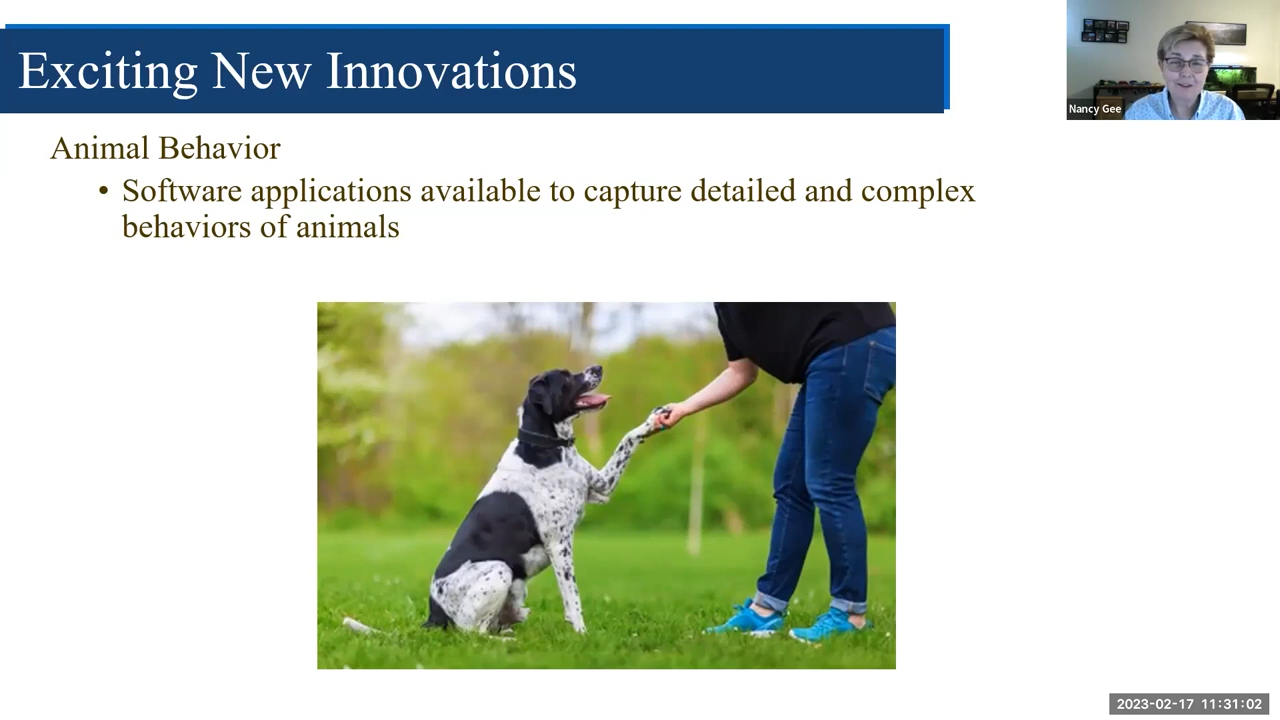 Exciting New Innovations
Nancy Gee
Animal Behavior
• Software applications available to capture detailed and complex
behaviors of animals
2023-02-17 11:31:02